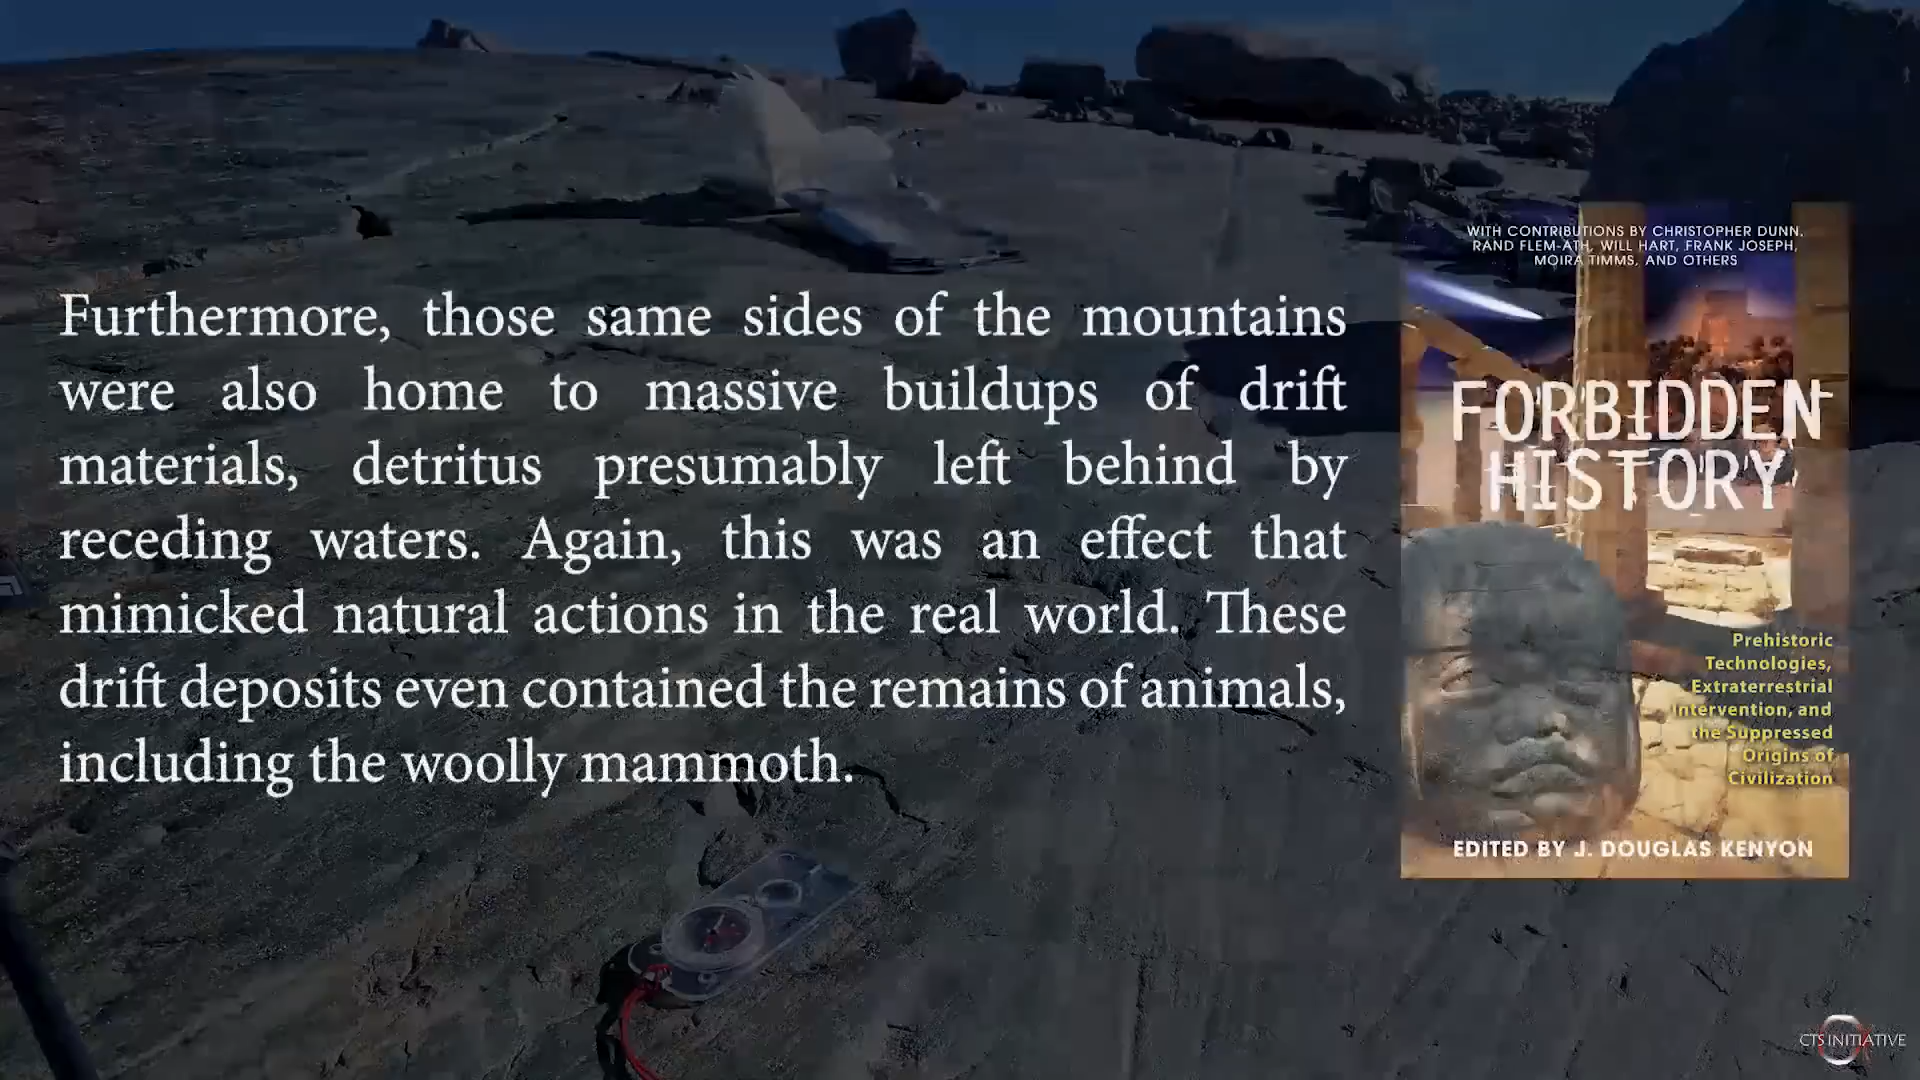 Furthermore, those same sides of the mountains
were also home to massive buildups of drift
materials, detritus presumably left behind by
receding waters. Again, this was an effect that
mimicked natural actions in the real world. These
drift deposits even contained the remains of animals,
including the woolly mammoth.
WITH CONTRIBUTIONS BY CHRISTOPHER DUNN,
RAND FLEM-ATH, WILL HART, FRANK JOSEPH,
MOIRA TIMMS, AND OTHERS
FORBIDDEN
HISTORY
Prehistoric
Technologies,
Extraterrestrial
Intervention, and
the Suppressed
Origins of
Civilization
EDITED BY J. DOUGLAS KENYON
CTS INITIATIVE